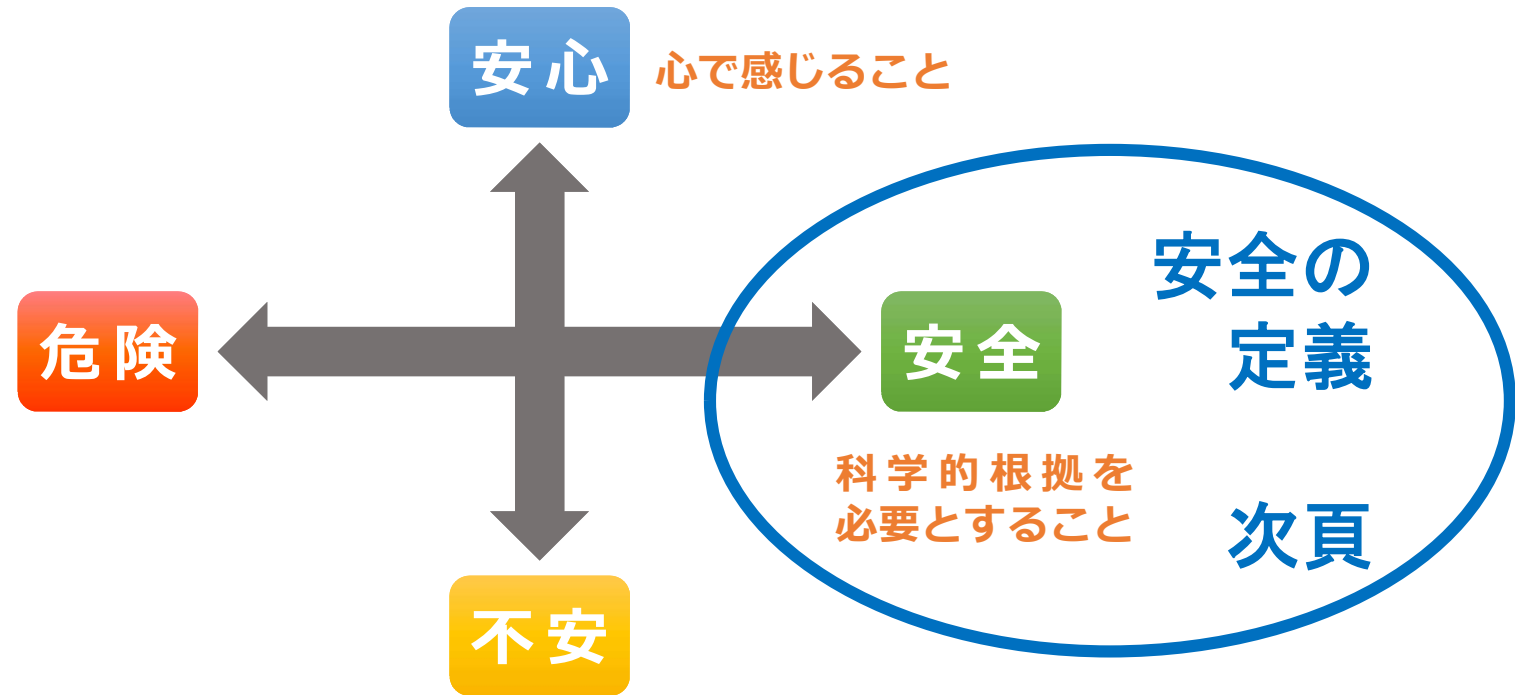 安心
心で感じること
安全の
定義
危険
安全
科学的根拠を
必要とすること
次頁
不安